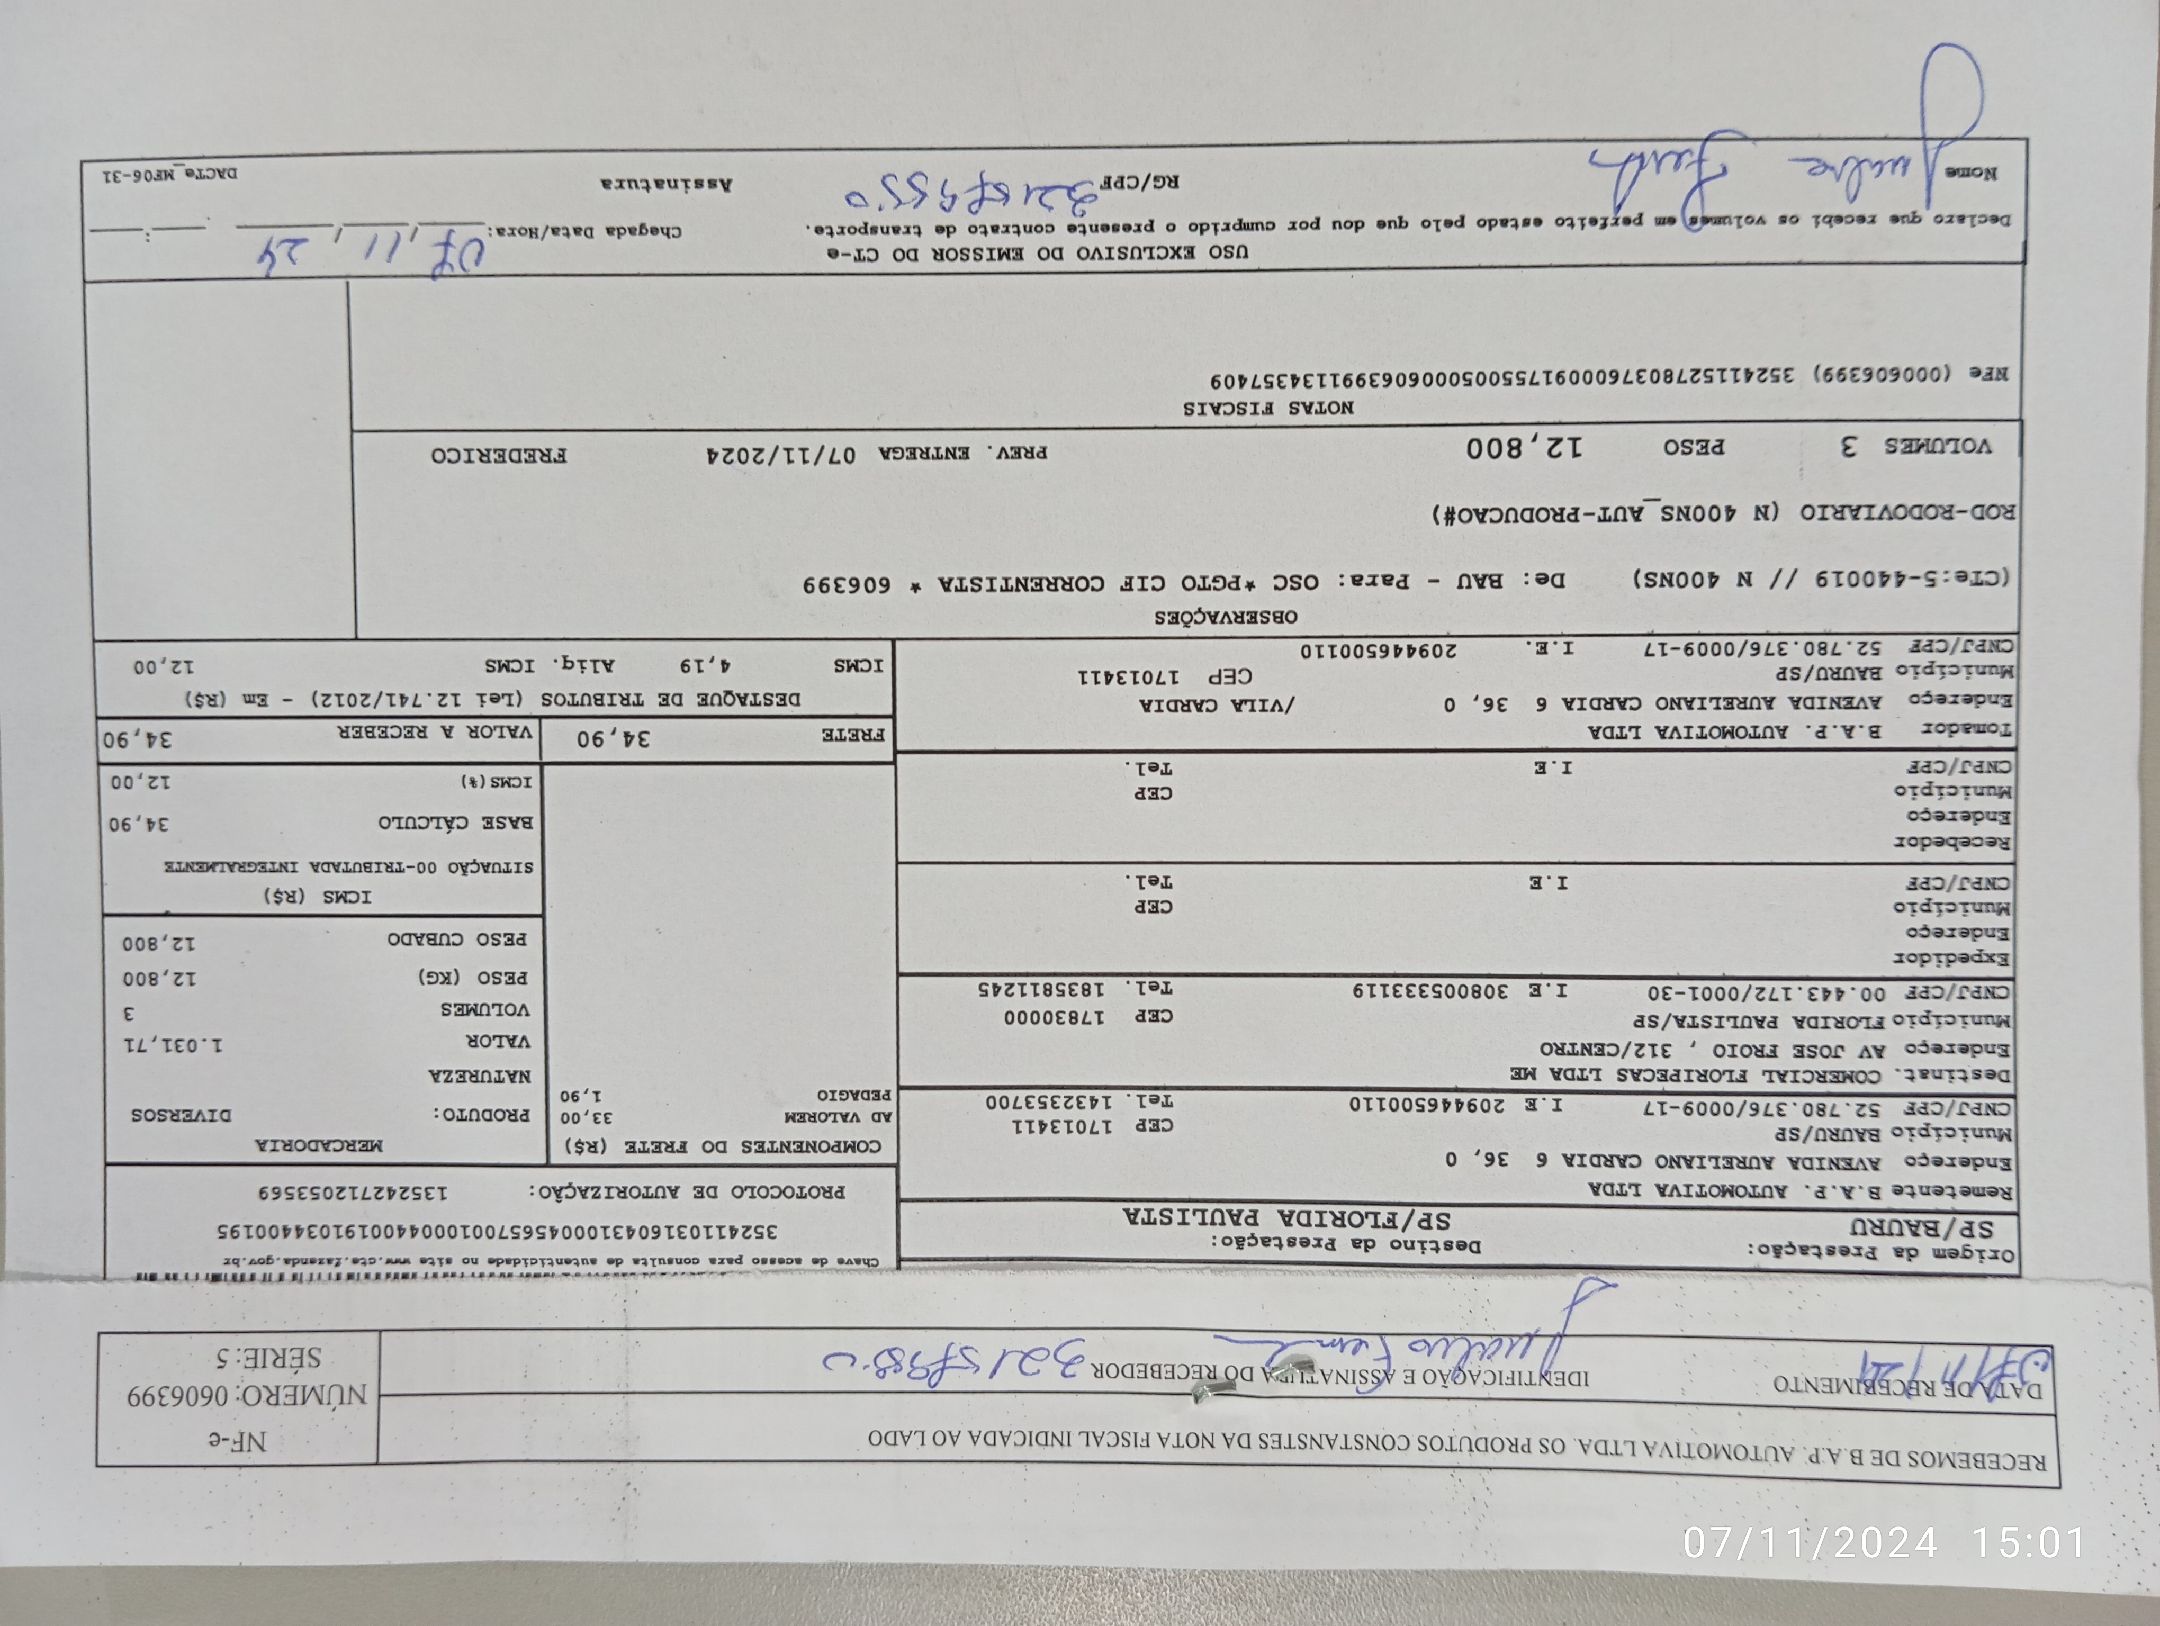 RECEBEMOS DE B.A.P. AUTOMOTIVA LTDA. OS PRODUTOS CONSTANSTES DA NOTA FISCAL INDICADA AO LADO
NF-e
NÚMERO: 0606399
SÉRIE: 5
DATA DE RECEBIMENTO
IDENTIFICAÇÃO E ASSINATURA DO RECEBEDOR
Origem da Prestação:
SP/BAURU
Destino da Prestação:
SP/FLORIDA PAULISTA
Chave de acesso para consulta de autenticidade no site www.cte.fazenda.gov.br
PROTOCOLO DE AUTORIZAÇÃO: 135242712053569
Remetente B.A.P. AUTOMOTIVA LTDA
Endereço AVENIDA AURELIANO CARDIA 6 36, 0
Município BAURU/SP CEP 17013411
CNPJ/CPF 52.780.376/0009-17 I.E 209446500110 Tel. 1432353700
Destinat. COMERCIAL FLORIPECAS LTDA ME
Endereço AV JOSE FROIO , 312/CENTRO
Município FLORIDA PAULISTA/SP CEP 17830000
CNPJ/CPF 00.443.172/0001-30 I.E 308005333119 Tel. 1835811245
Expedidor
Endereço
Município CEP
CNPJ/CPF I.E Tel.
Recebedor
Endereço
Município CEP
CNPJ/CPF I.E Tel.
Tomador B.A.P. AUTOMOTIVA LTDA
Endereço AVENIDA AURELIANO CARDIA 6 36, 0 /VILA CARDIA
Município BAURU/SP CEP 17013411
CNPJ/CPF 52.780.376/0009-17 I.E. 209446500110
COMPONENTES DO FRETE (R$)
AD VALOREM 33,00
PEDAGIO 1,90
MERCADORIA
PRODUTO: DIVERSOS
NATUREZA
VALOR 1.031,71
VOLUMES 3
PESO (KG) 12,800
PESO CUBADO 12,800
ICMS (R$)
SITUAÇÃO 00-TRIBUTADA INTEGRALMENTE
BASE CÁLCULO 34,90
ICMS(%) 12,00
FRETE 34,90
VALOR A RECEBER 34,90
DESTAQUE DE TRIBUTOS (Lei 12.741/2012) - Em (R$)
ICMS 4,19 Aliq. ICMS 12,00
OBSERVAÇÕES
(CTe:5-440019 // N 400NS) De: BAU - Para: OSC *PGTO CIF CORRENTISTA * 606399
ROD-RODOVIARIO (N 400NS_AUT-PRODUCAO#)
VOLUMES 3 PESO 12,800 PREV. ENTREGA 07/11/2024 FREDERICO
NOTAS FISCAIS
NFe (000606399)
USO EXCLUSIVO DO EMISSOR DO CT-e
Declaro que recebi os volumes em perfeito estado pelo que dou por cumprido o presente contrato de transporte.
Chegada Data/Hora: 07/11/24
Nome
RG/CPF
Assinatura
DACTe_MF06-31
07/11/2024 15:01